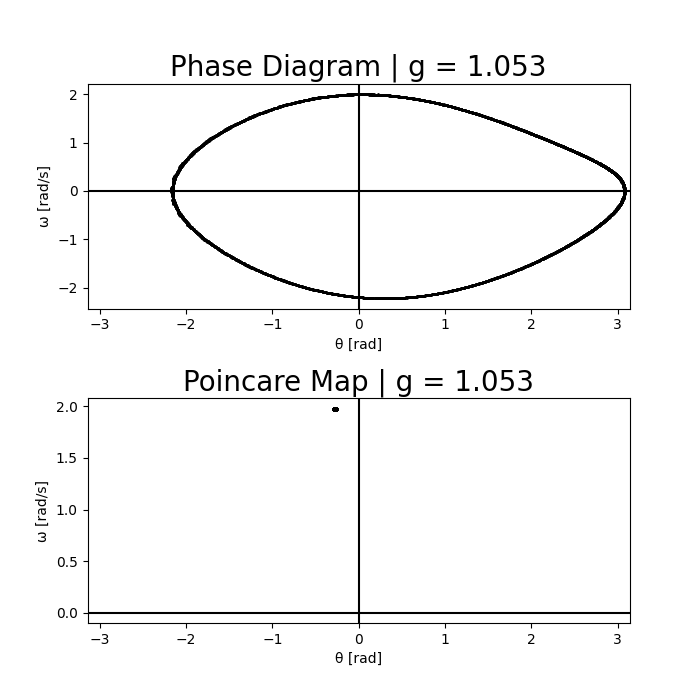 Phase Diagram | g = 1.053
2
1
0
−1
−2
ω [rad/s]
−3 −2 −1 0 1 2 3
θ [rad]
Poincare Map | g = 1.053
2.0
1.5
1.0
0.5
0.0
ω [rad/s]
−3 −2 −1 0 1 2 3
θ [rad]